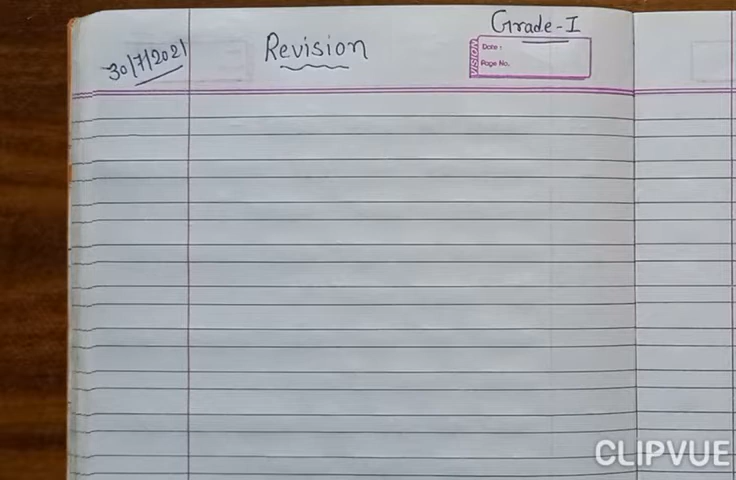 Grade-I
30/7/2021 Revision
VISION
Date :
Page No.
CLIPVUE